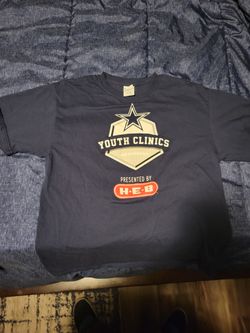 YOUTH CLINICS
PRESENTED BY
H-E-B